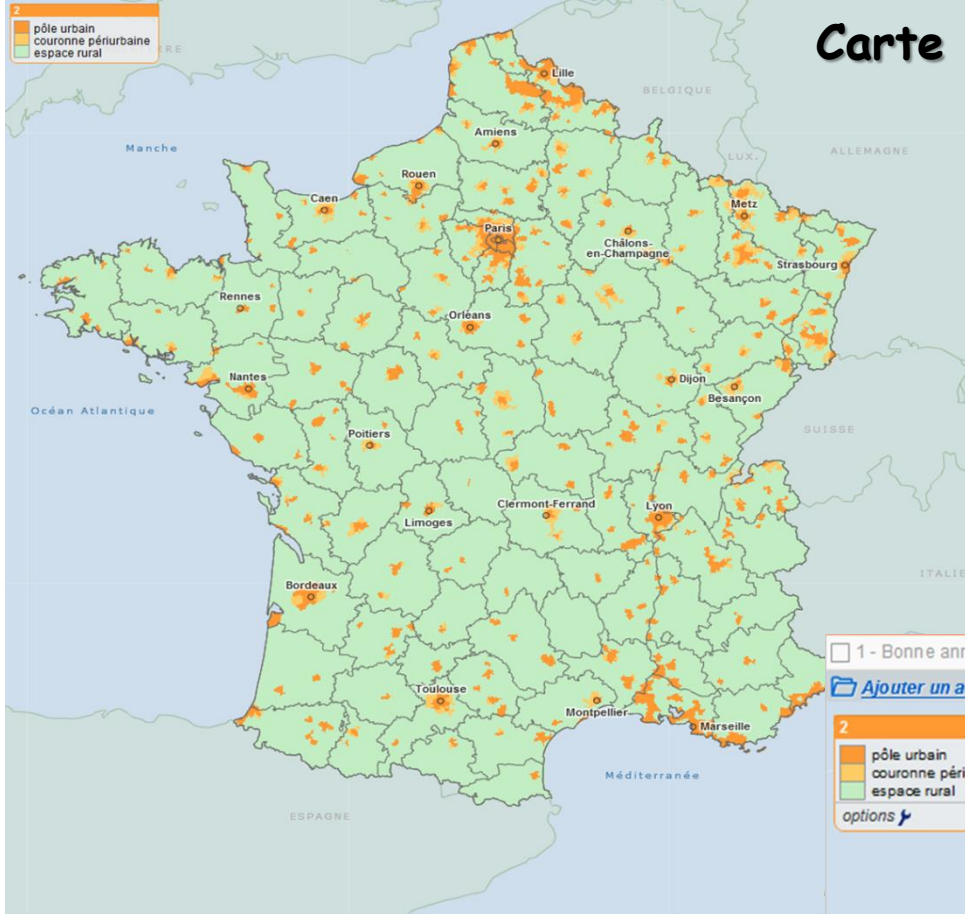 2
pôle urbain
couronne périurbaine
espace rural
Carte
Lille
BELGIQUE
Amiens
Manche
LUX.
ALLEMAGNE
Rouen
Caen
Metz
Paris
Châlons-
en-Champagne
Strasbourg
Rennes
Orléans
Nantes
Dijon
Besançon
Océan Atlantique
SUISSE
Poitiers
Clermont-Ferrand
Lyon
Limoges
ITALIE
Bordeaux
1 - Bonne ann
Ajouter un a
Toulouse
Montpellier
Marseille
2
pôle urbain
couronne péri
espace rural
options
Méditerranée
ESPAGNE